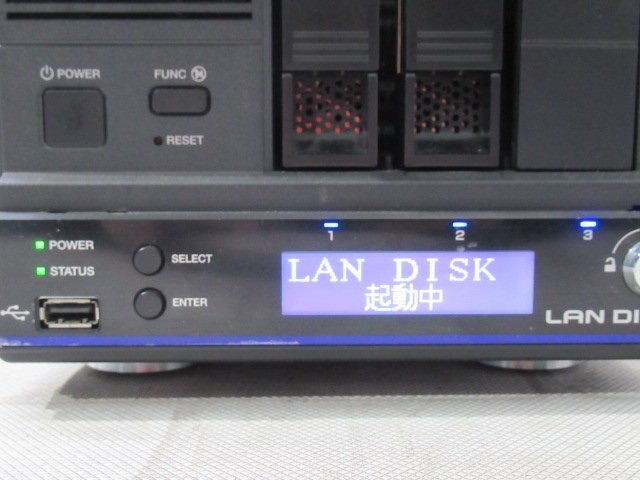 POWER
FUNC
RESET
POWER
STATUS
SELECT
ENTER
1
2
3
LAN DISK
起動中
LAN DI